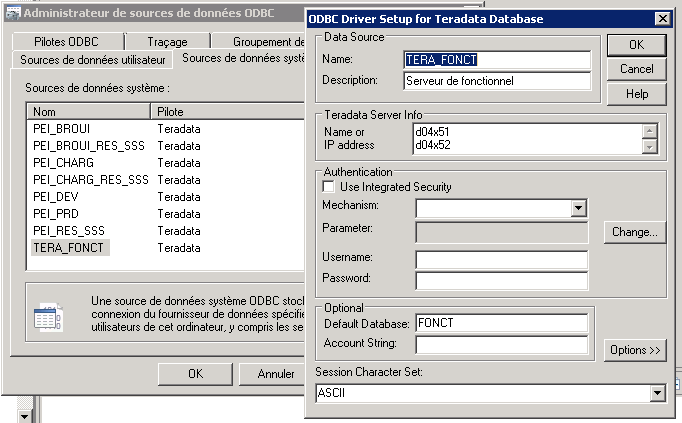 Administrateur de sources de données ODBC
Pilotes ODBC
Traçage
Groupement de
Sources de données utilisateur
Sources de données systè
Sources de données système :
Nom
Pilote
PEI_BROUI
Teradata
PEI_BROUI_RES_SSS
Teradata
PEI_CHARG
Teradata
PEI_CHARG_RES_SSS
Teradata
PEI_DEV
Teradata
PEI_PRD
Teradata
PEI_RES_SSS
Teradata
TERA_FONCT
Teradata
Une source de données système ODBC stoc
connexion du fournisseur de données spécifié
utilisateurs de cet ordinateur, y compris les se
OK
Annuler
ODBC Driver Setup for Teradata Database
Data Source
Name:
TERA_FONCT
Description:
Serveur de fonctionnel
OK
Cancel
Help
Teradata Server Info
Name or
IP address
d04x51
d04x52
Authentication
Use Integrated Security
Mechanism:
Parameter:
Change...
Username:
Password:
Optional
Default Database:
FONCT
Account String:
Options >>
Session Character Set:
ASCII